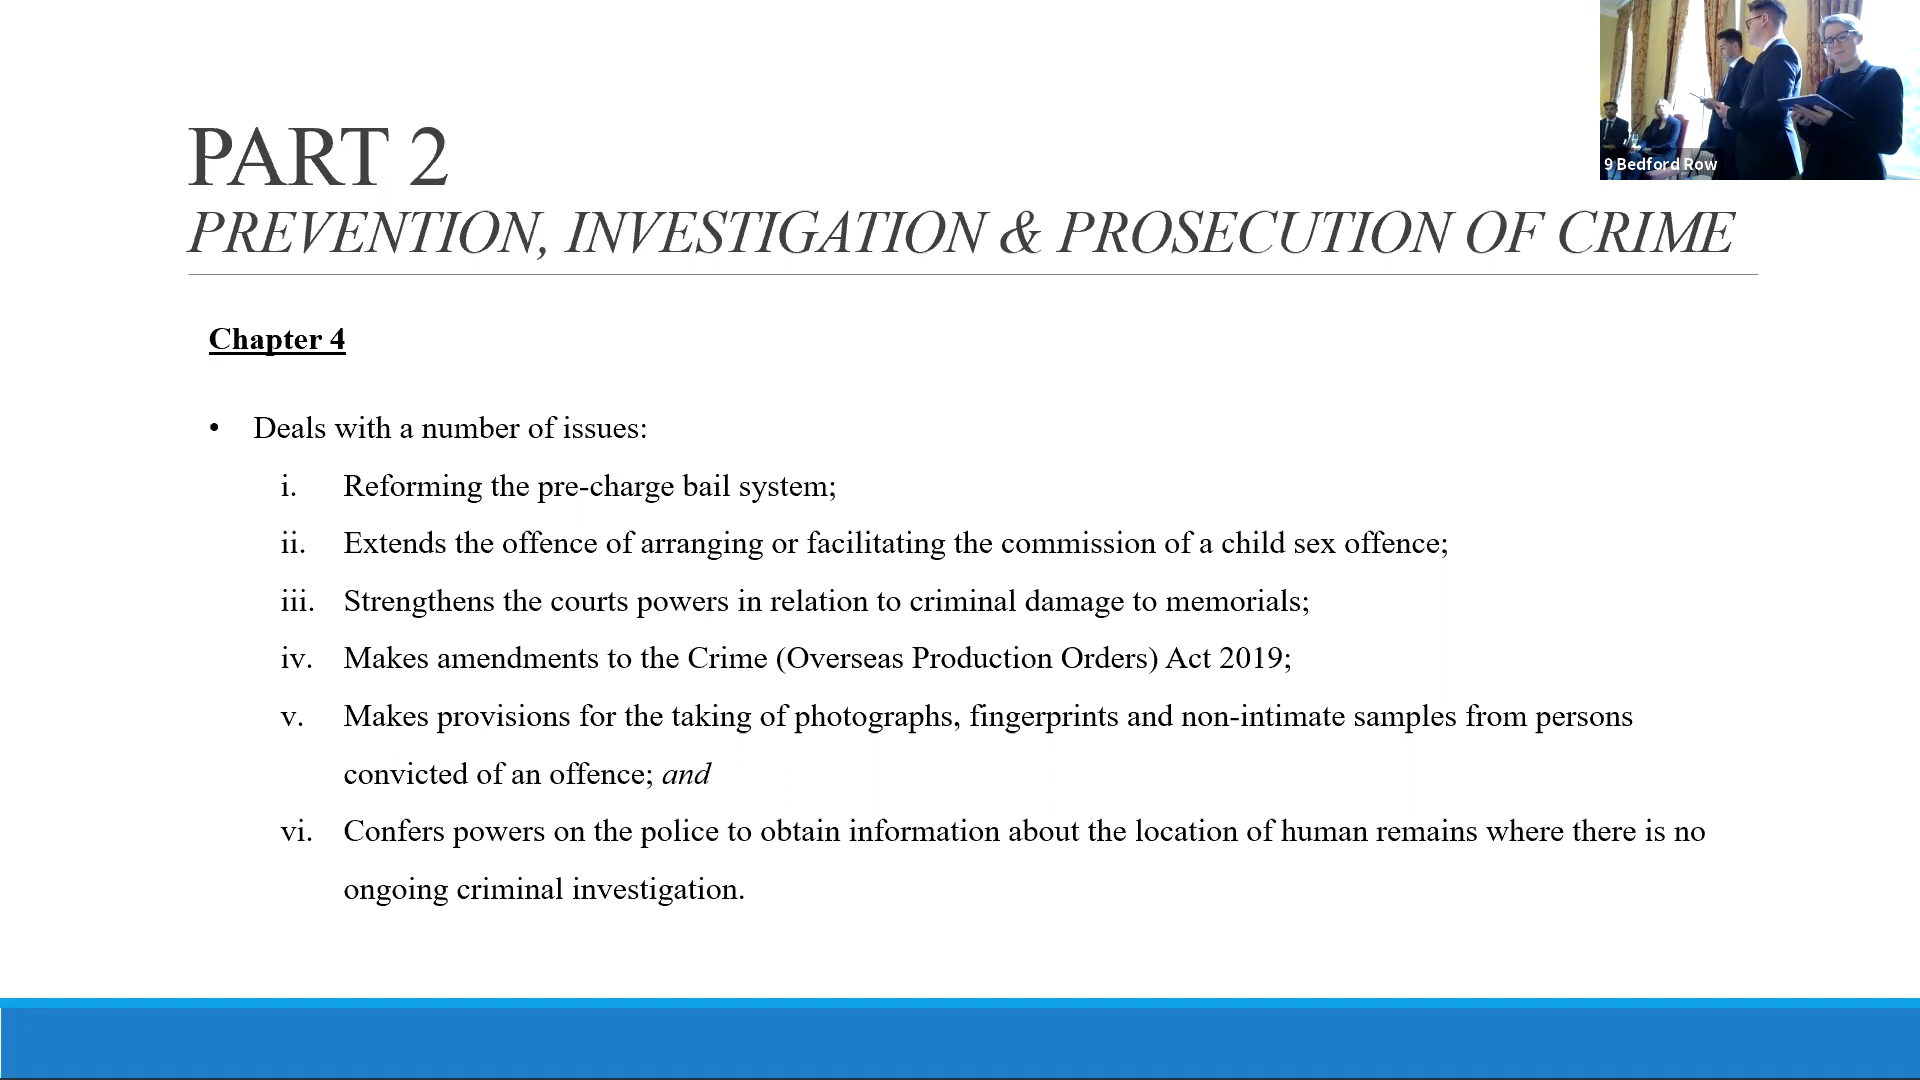 9 Bedford Row
PART 2
PREVENTION, INVESTIGATION & PROSECUTION OF CRIME
Chapter 4
• Deals with a number of issues:
i. Reforming the pre-charge bail system;
ii. Extends the offence of arranging or facilitating the commission of a child sex offence;
iii. Strengthens the courts powers in relation to criminal damage to memorials;
iv. Makes amendments to the Crime (Overseas Production Orders) Act 2019;
v. Makes provisions for the taking of photographs, fingerprints and non-intimate samples from persons
convicted of an offence; and
vi. Confers powers on the police to obtain information about the location of human remains where there is no
ongoing criminal investigation.